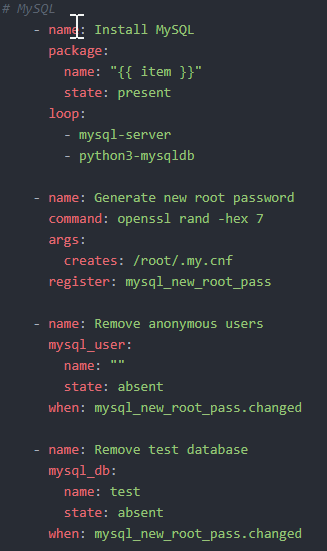 # MySQL
- name: Install MySQL
package:
name: "{{ item }}"
state: present
loop:
- mysql-server
- python3-mysqldb
- name: Generate new root password
command: openssl rand -hex 7
args:
creates: /root/.my.cnf
register: mysql_new_root_pass
- name: Remove anonymous users
mysql_user:
name: ""
state: absent
when: mysql_new_root_pass.changed
- name: Remove test database
mysql_db:
name: test
state: absent
when: mysql_new_root_pass.changed